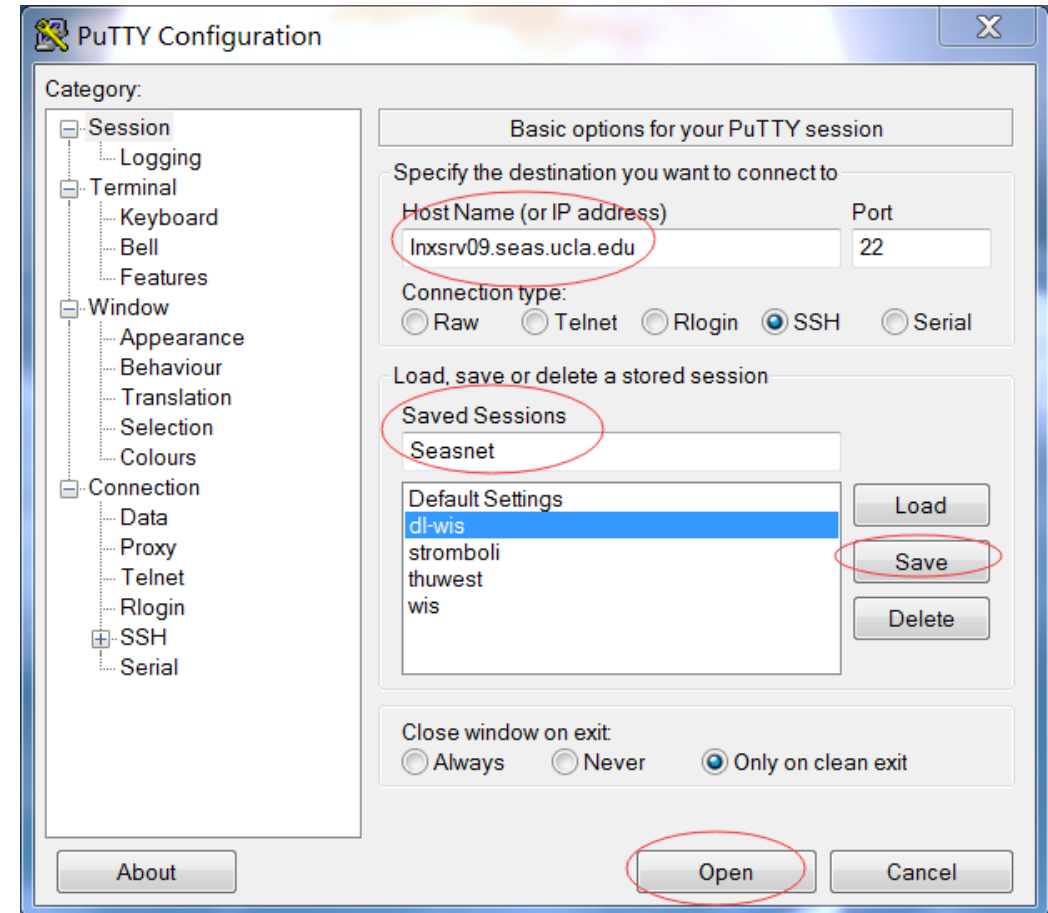 PuTTY Configuration
Category:
Session
Logging
Terminal
Keyboard
Bell
Features
Window
Appearance
Behaviour
Translation
Selection
Colours
Connection
Data
Proxy
Telnet
Rlogin
SSH
Serial
Basic options for your PuTTY session
Specify the destination you want to connect to
Host Name (or IP address) Port
lnxsrv09.seas.ucla.edu 22
Connection type:
Raw Telnet Rlogin SSH Serial
Load, save or delete a stored session
Saved Sessions
Seasnet
Default Settings
dl-wis
stromboli
thuwest
wis
Load
Save
Delete
Close window on exit:
Always Never Only on clean exit
About Open Cancel